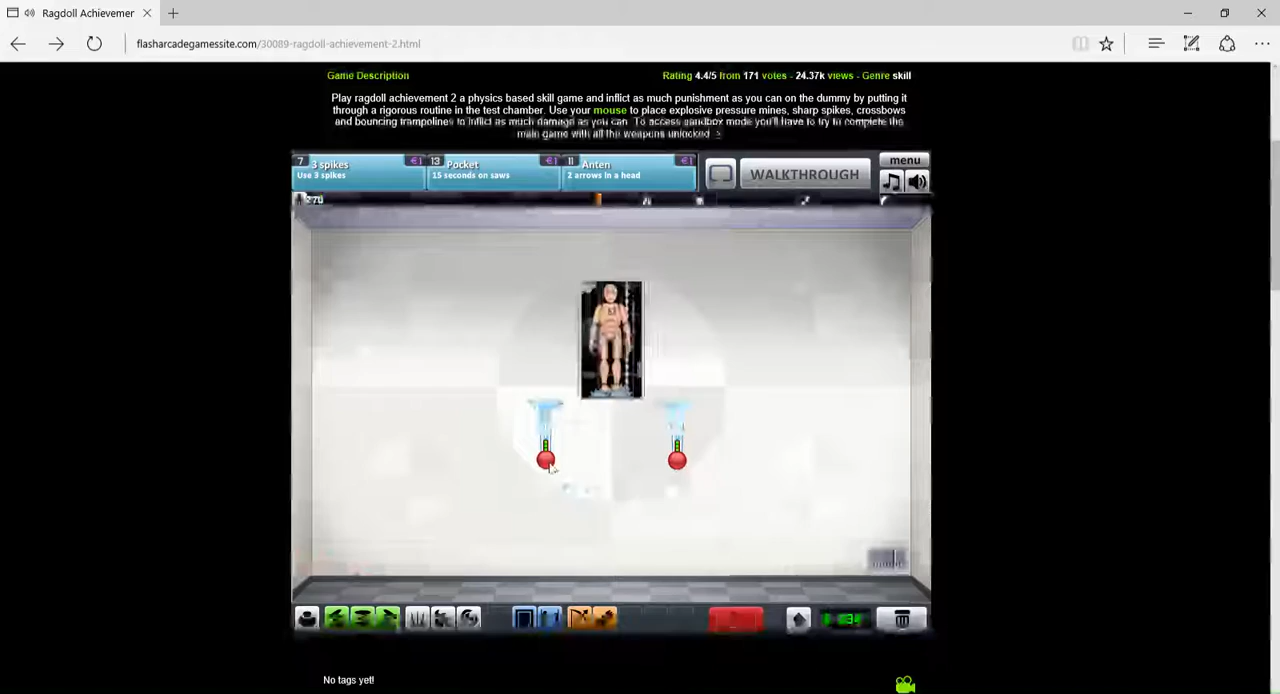 Ragdoll Achievemer
flasharcadegamessite.com/30089-ragdoll-achievement-2.html
Game Description
Rating 4.4/5 from 171 votes - 24.37k views - Genre skill
Play ragdoll achievement 2 a physics based skill game and inflict as much punishment as you can on the dummy by putting it
through a rigorous routine in the test chamber. Use your mouse to place explosive pressure mines, sharp spikes, crossbows
and bouncing trampolines to inflict as much damage as you can. To access sandbox mode you'll have to try to complete the
main game with all the weapons unlocked
7 3 spikes €1 13 Pocket €1 11 Anten €1
Use 3 spikes 15 seconds on saws 2 arrows in a head
WALKTHROUGH
menu
No tags yet!